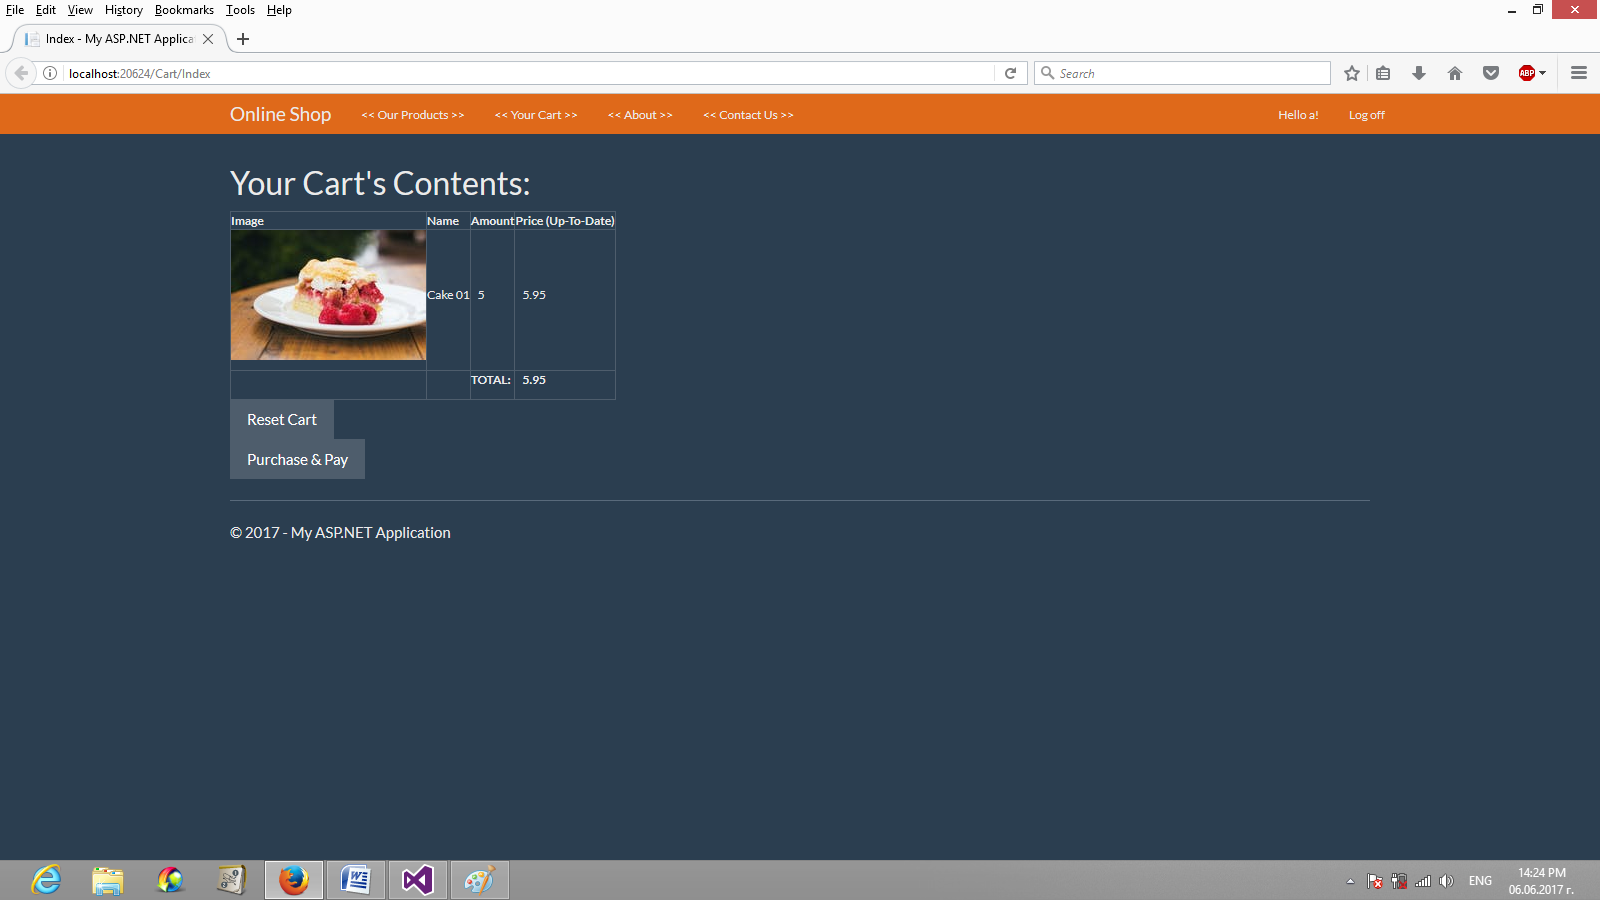 File Edit View History Bookmarks Tools Help
Index - My ASP.NET Applica
localhost:20624/Cart/Index
Search
ABP
Online Shop << Our Products >> << Your Cart >> << About >> << Contact Us >> Hello a! Log off
Your Cart's Contents:
Image Name Amount Price (Up-To-Date)
Cake 01 5 5.95
TOTAL: 5.95
Reset Cart
Purchase & Pay
© 2017 - My ASP.NET Application
ЕНГ
14:24 PM
06.06.2017 г.